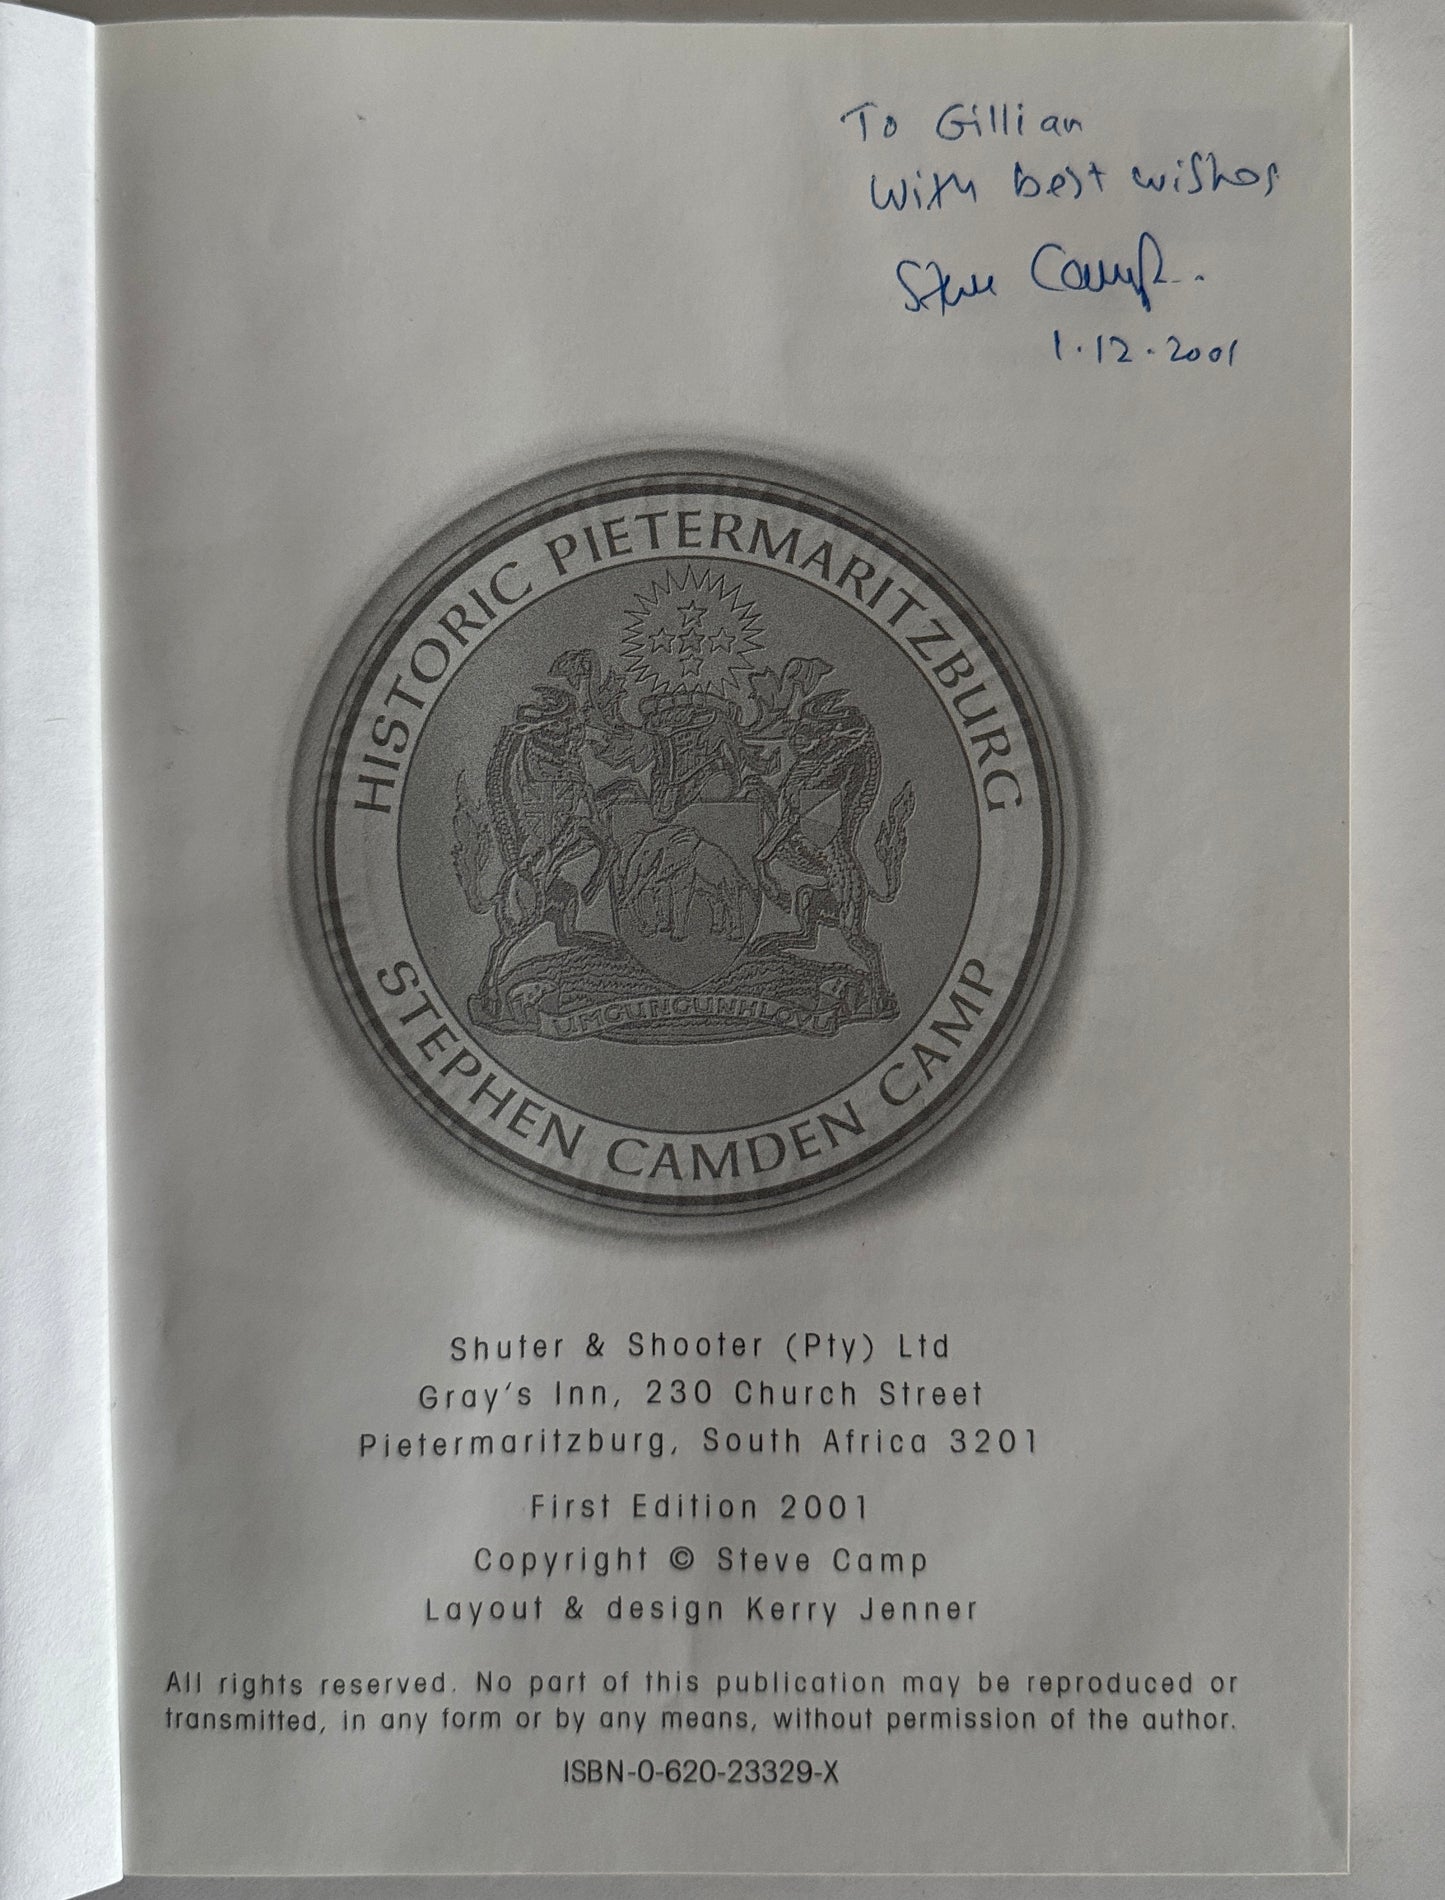 To Gillian
With best wishes
Steve Camp.
1.12.2001
HISTORIC PIETERMARITZBURG
UMGUNGUNHLOVU
STEPHEN CAMDEN CAMP
Shuter & Shooter (Pty) Ltd
Gray's Inn, 230 Church Street
Pietermaritzburg, South Africa 3201
First Edition 2001
Copyright © Steve Camp
Layout & design Kerry Jenner
All rights reserved. No part of this publication may be reproduced or
transmitted, in any form or by any means, without permission of the author.
ISBN-0-620-23329-X